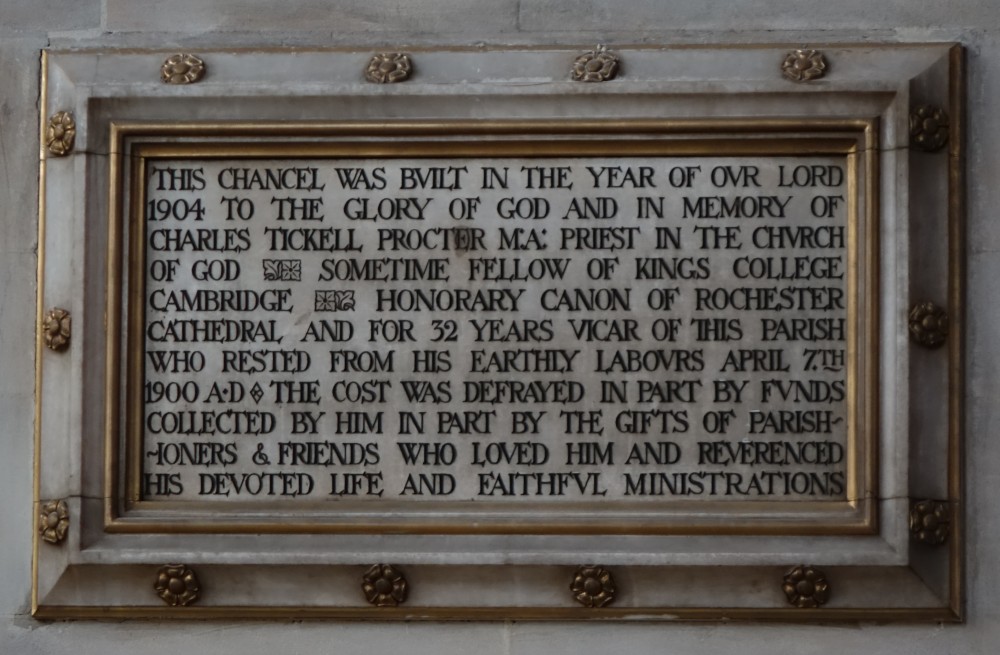 THIS CHANCEL WAS BVILT IN THE YEAR OF OVR LORD
1904 TO THE GLORY OF GOD AND IN MEMORY OF
CHARLES TICKELL PROCTER M:A: PRIEST IN THE CHVRCH
OF GOD SOMETIME FELLOW OF KINGS COLLEGE
CAMBRIDGE HONORARY CANON OF ROCHESTER
CATHEDRAL AND FOR 32 YEARS VICAR OF THIS PARISH
WHO RESTED FROM HIS EARTHLY LABOVRS APRIL 7.TH
1900 A·D THE COST WAS DEFRAYED IN PART BY FVNDS
COLLECTED BY HIM IN PART BY THE GIFTS OF PARISH-
-IONERS & FRIENDS WHO LOVED HIM AND REVERENCED
HIS DEVOTED LIFE AND FAITHFVL MINISTRATIONS